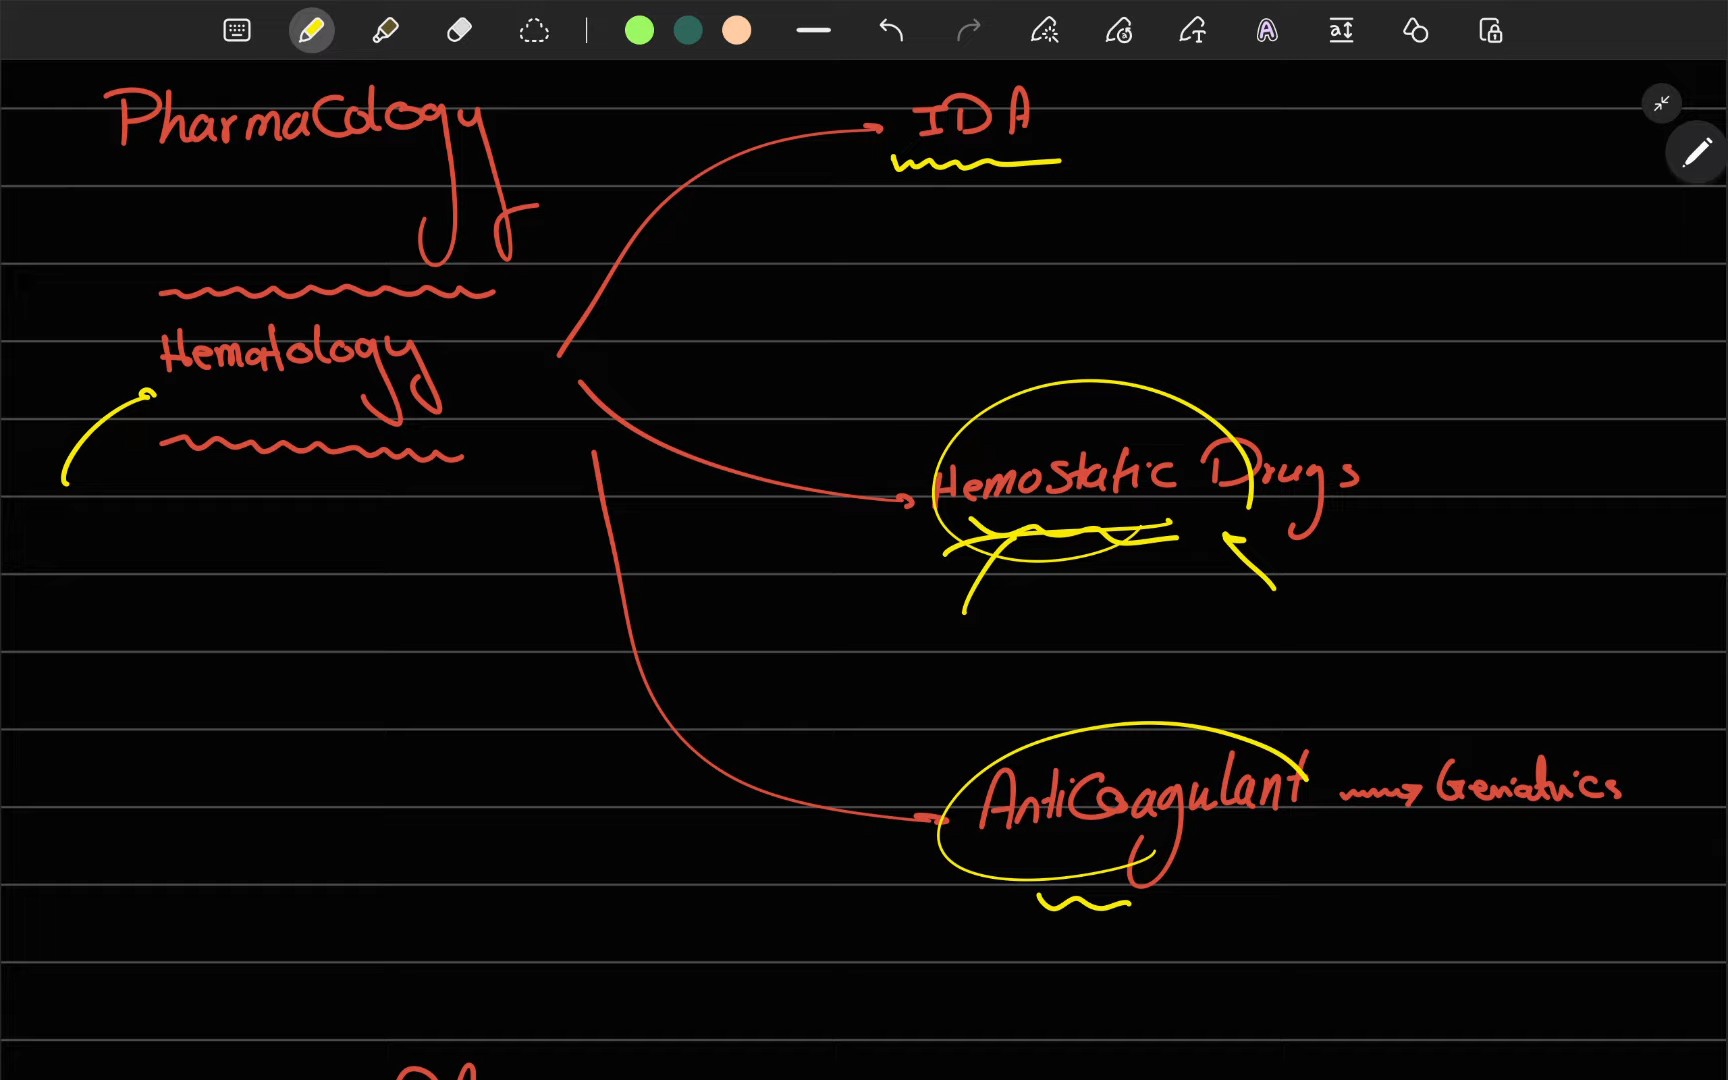 Pharmacology
IDA
Hematology
Hemostatic Drugs
Anticoagulant → Geriatrics